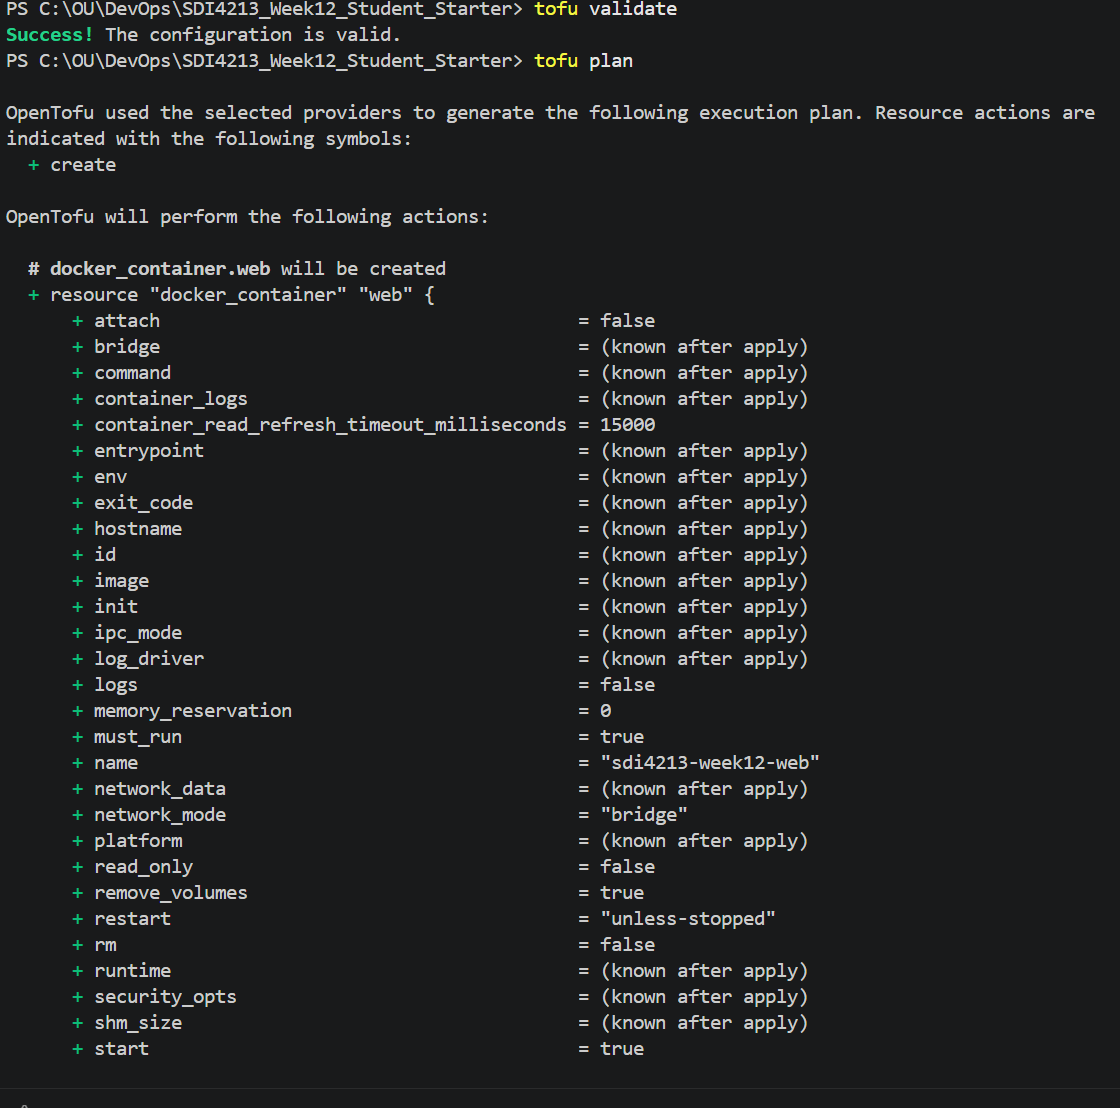 PS C:\OU\DevOps\SDI4213_Week12_Student_Starter> tofu validate
Success! The configuration is valid.
PS C:\OU\DevOps\SDI4213_Week12_Student_Starter> tofu plan
OpenTofu used the selected providers to generate the following execution plan. Resource actions are
indicated with the following symbols:
  + create
OpenTofu will perform the following actions:
  # docker_container.web will be created
  + resource "docker_container" "web" {
      + attach                                      = false
      + bridge                                      = (known after apply)
      + command                                     = (known after apply)
      + container_logs                              = (known after apply)
      + container_read_refresh_timeout_milliseconds = 15000
      + entrypoint                                  = (known after apply)
      + env                                         = (known after apply)
      + exit_code                                   = (known after apply)
      + hostname                                    = (known after apply)
      + id                                          = (known after apply)
      + image                                       = (known after apply)
      + init                                        = (known after apply)
      + ipc_mode                                    = (known after apply)
      + log_driver                                  = (known after apply)
      + logs                                        = false
      + memory_reservation                          = 0
      + must_run                                    = true
      + name                                        = "sdi4213-week12-web"
      + network_data                                = (known after apply)
      + network_mode                                = "bridge"
      + platform                                    = (known after apply)
      + read_only                                   = false
      + remove_volumes                              = true
      + restart                                     = "unless-stopped"
      + rm                                          = false
      + runtime                                     = (known after apply)
      + security_opts                               = (known after apply)
      + shm_size                                    = (known after apply)
      + start                                       = true